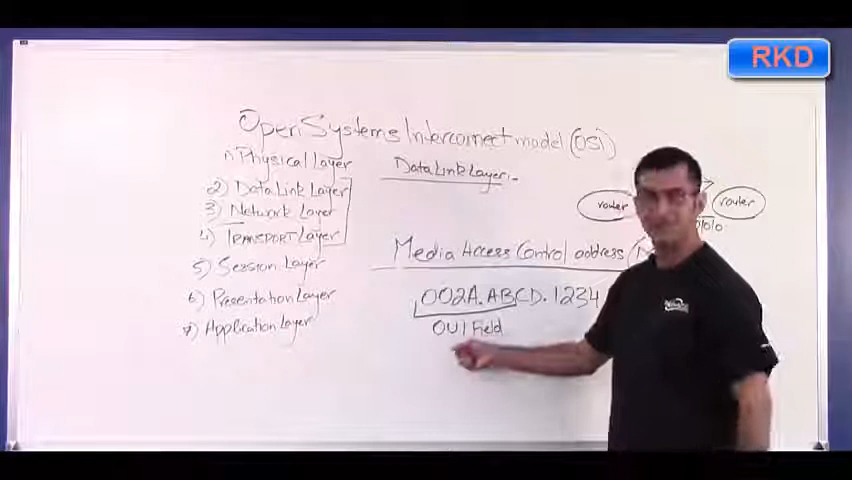 RKD
Open Systems Interconnect model (OSI)
1) Physical Layer
Data Link Layer:-
2) Data Link Layer
router
router
3) Network Layer
4) TRANSPORT Layer
Media Access Control address (M
5) Session Layer
6) Presentation Layer
002A.ABCD.1234
7) Application Layer
OUI Field